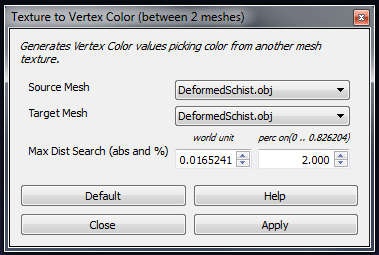 Texture to Vertex Color (between 2 meshes)
Generates Vertex Color values picking color from another mesh
texture.
Source Mesh DeformedSchist.obj
Target Mesh DeformedSchist.obj
world unit perc on(0 .. 0.826204)
Max Dist Search (abs and %) 0.0165241 2.000
Default Help
Close Apply